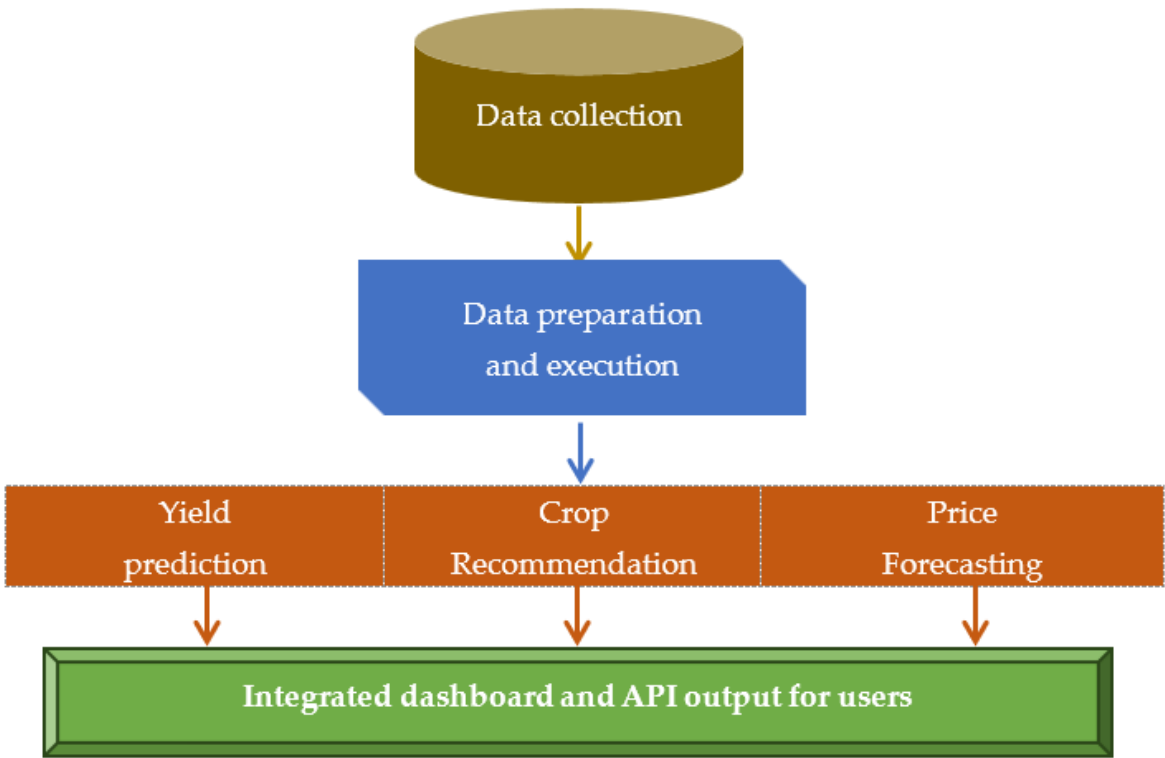 Data collection
Data preparation
and execution
Yield
prediction
Crop
Recommendation
Price
Forecasting
Integrated dashboard and API output for users